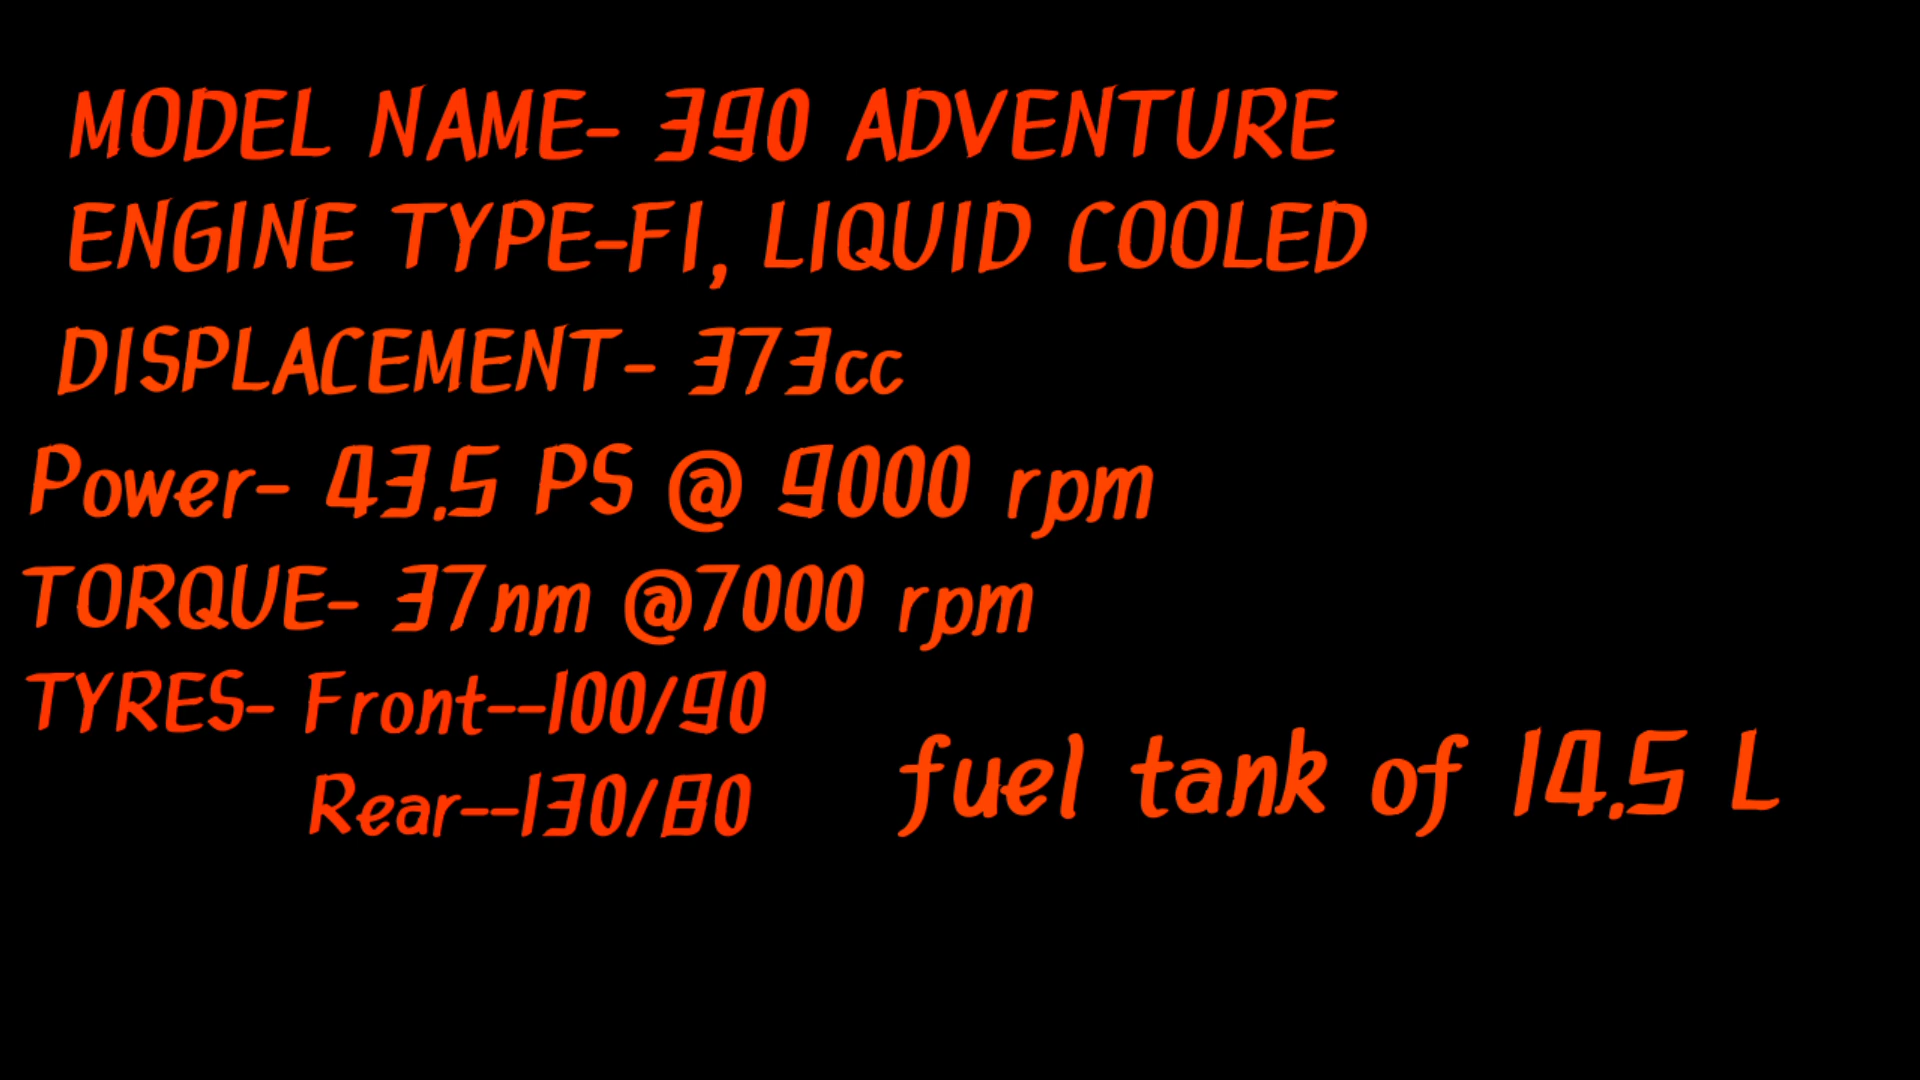 MODEL NAME- 390 ADVENTURE
ENGINE TYPE-FI, LIQUID COOLED
DISPLACEMENT- 373cc
Power- 43.5 PS @ 9000 rpm
TORQUE- 37nm @7000 rpm
TYRES- Front--100/90
Rear--130/80
fuel tank of 14.5 L